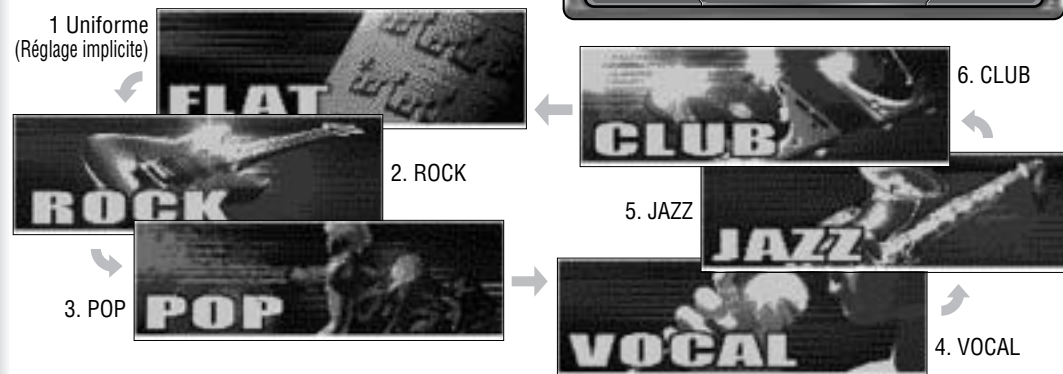 1 Uniforme
(Réglage implicite)
FLAT
2. ROCK
ROCK
3. POP
POP
4. VOCAL
VOCAL
5. JAZZ
JAZZ
6. CLUB
CLUB